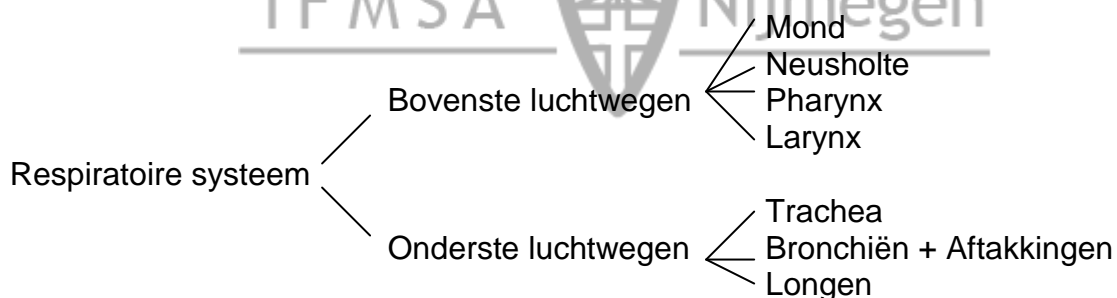 IFMSA Nijmegen
Mond
Neusholte
Bovenste luchtwegen
Pharynx
Larynx
Respiratoire systeem
Trachea
Onderste luchtwegen
Bronchiën + Aftakkingen
Longen